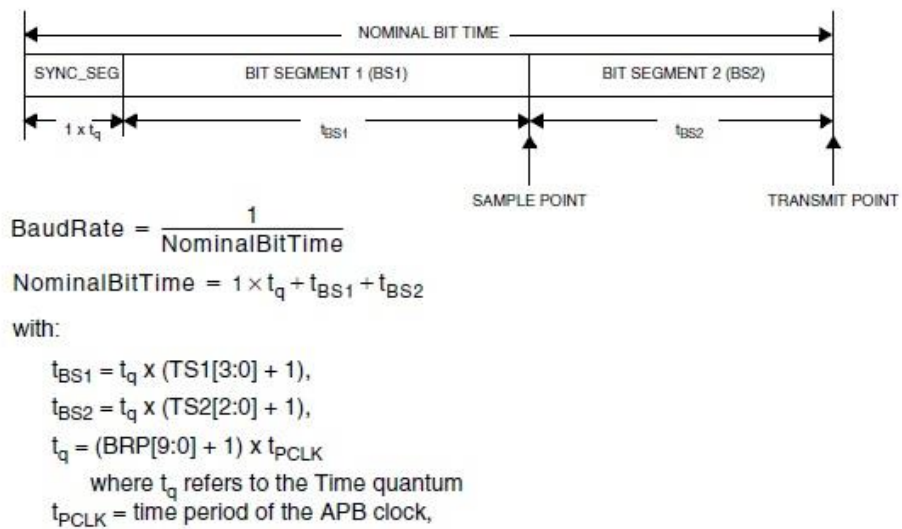 NOMINAL BIT TIME
SYNC_SEG BIT SEGMENT 1 (BS1) BIT SEGMENT 2 (BS2)
1 x tq tBS1 tBS2
SAMPLE POINT TRANSMIT POINT
BaudRate = 1 / NominalBitTime
NominalBitTime = 1 × tq + tBS1 + tBS2
with:
tBS1 = tq x (TS1[3:0] + 1),
tBS2 = tq x (TS2[2:0] + 1),
tq = (BRP[9:0] + 1) x tPCLK
where tq refers to the Time quantum
tPCLK = time period of the APB clock,